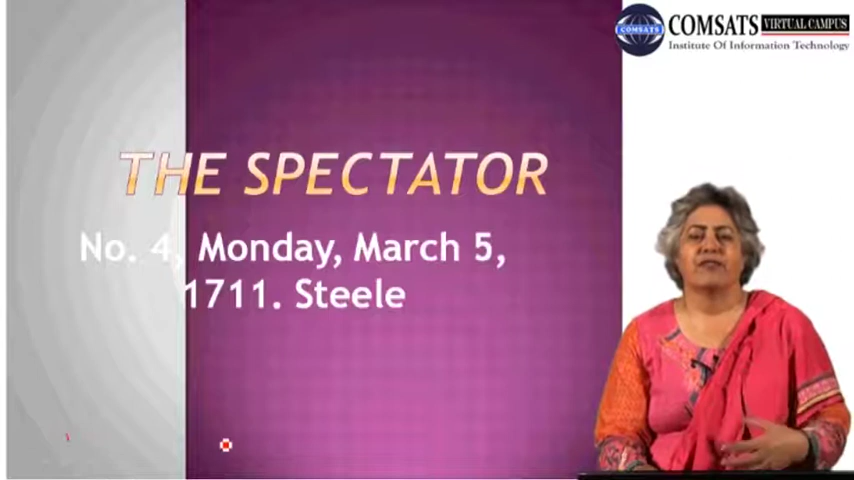 COMSATS VIRTUAL CAMPUS
COMSATS
Institute Of Information Technology
THE SPECTATOR
No. 4, Monday, March 5,
1711. Steele